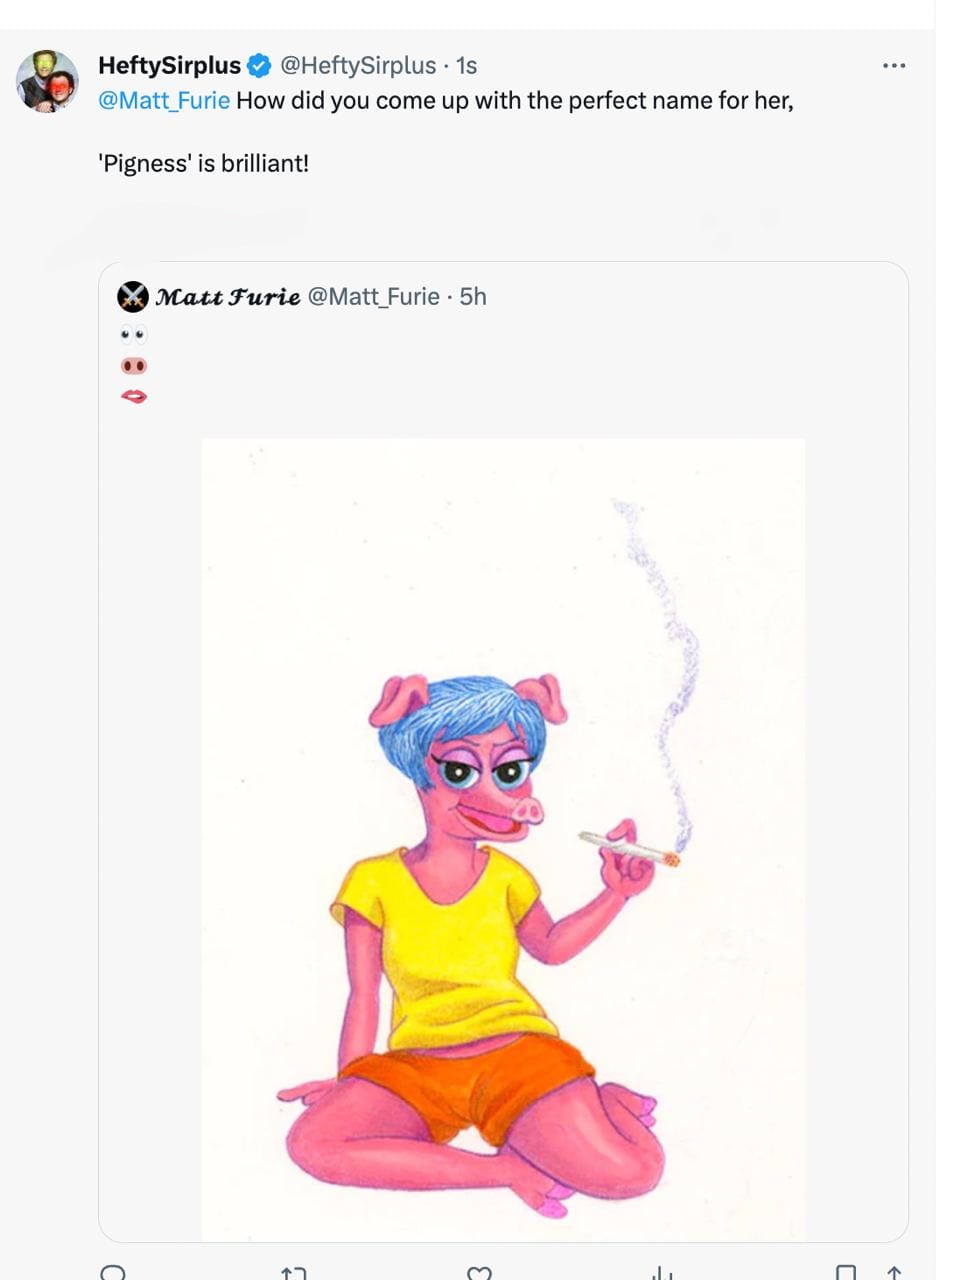 HeftySirplus @HeftySirplus · 1s
@Matt_Furie How did you come up with the perfect name for her,
'Pigness' is brilliant!
𝓜𝓪𝓽𝓽 𝓕𝓾𝓻𝓲𝓮 @Matt_Furie · 5h